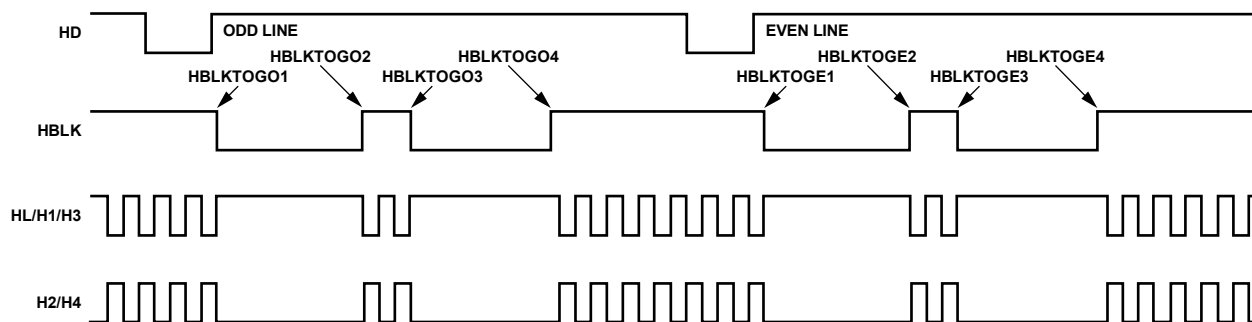 HD
ODD LINE
EVEN LINE
HBLKTOGO2
HBLKTOGO4
HBLKTOGE2
HBLKTOGE4
HBLKTOGO1
HBLKTOGO3
HBLKTOGE1
HBLKTOGE3
HBLK
HL/H1/H3
H2/H4